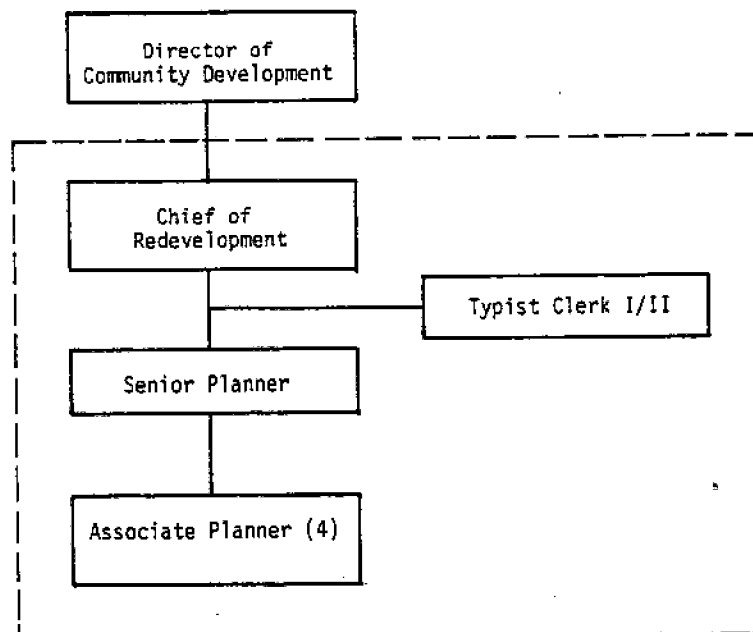 Director of
Community Development
Chief of
Redevelopment
Typist Clerk I/II
Senior Planner
Associate Planner (4)